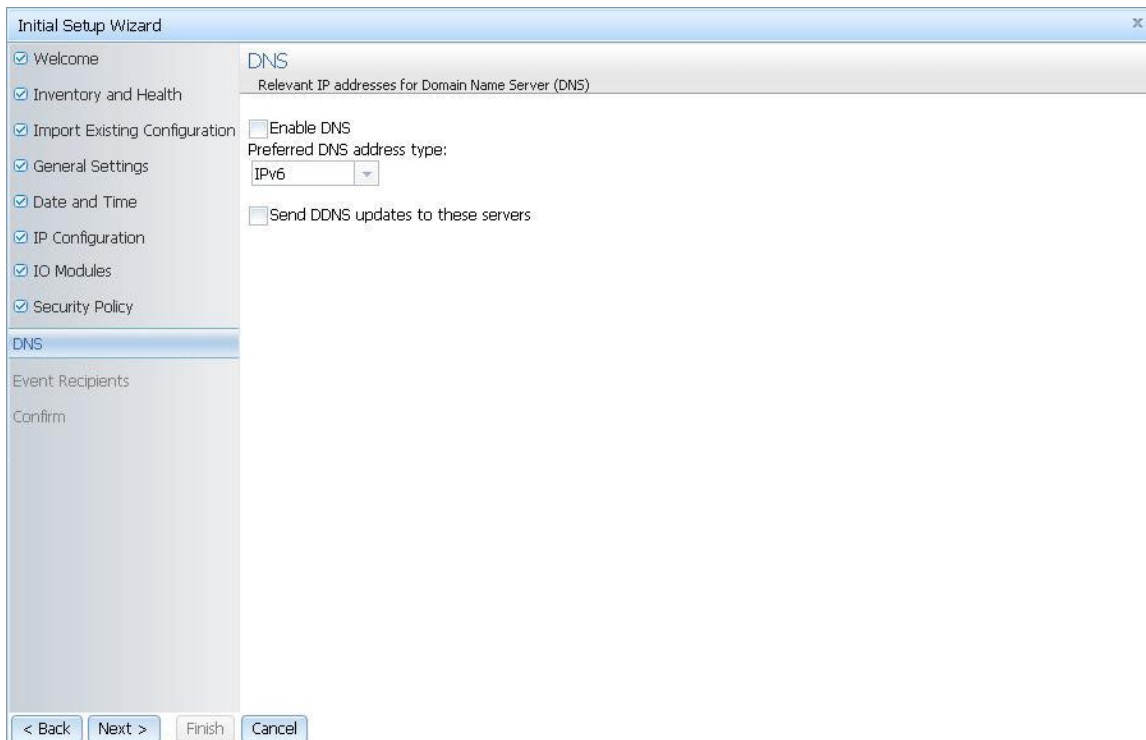 Initial Setup Wizard
x
Welcome
Inventory and Health
Import Existing Configuration
General Settings
Date and Time
IP Configuration
IO Modules
Security Policy
DNS
Event Recipients
Confirm
DNS
Relevant IP addresses for Domain Name Server (DNS)
Enable DNS
Preferred DNS address type:
IPv6
Send DDNS updates to these servers
< Back Next > Finish Cancel